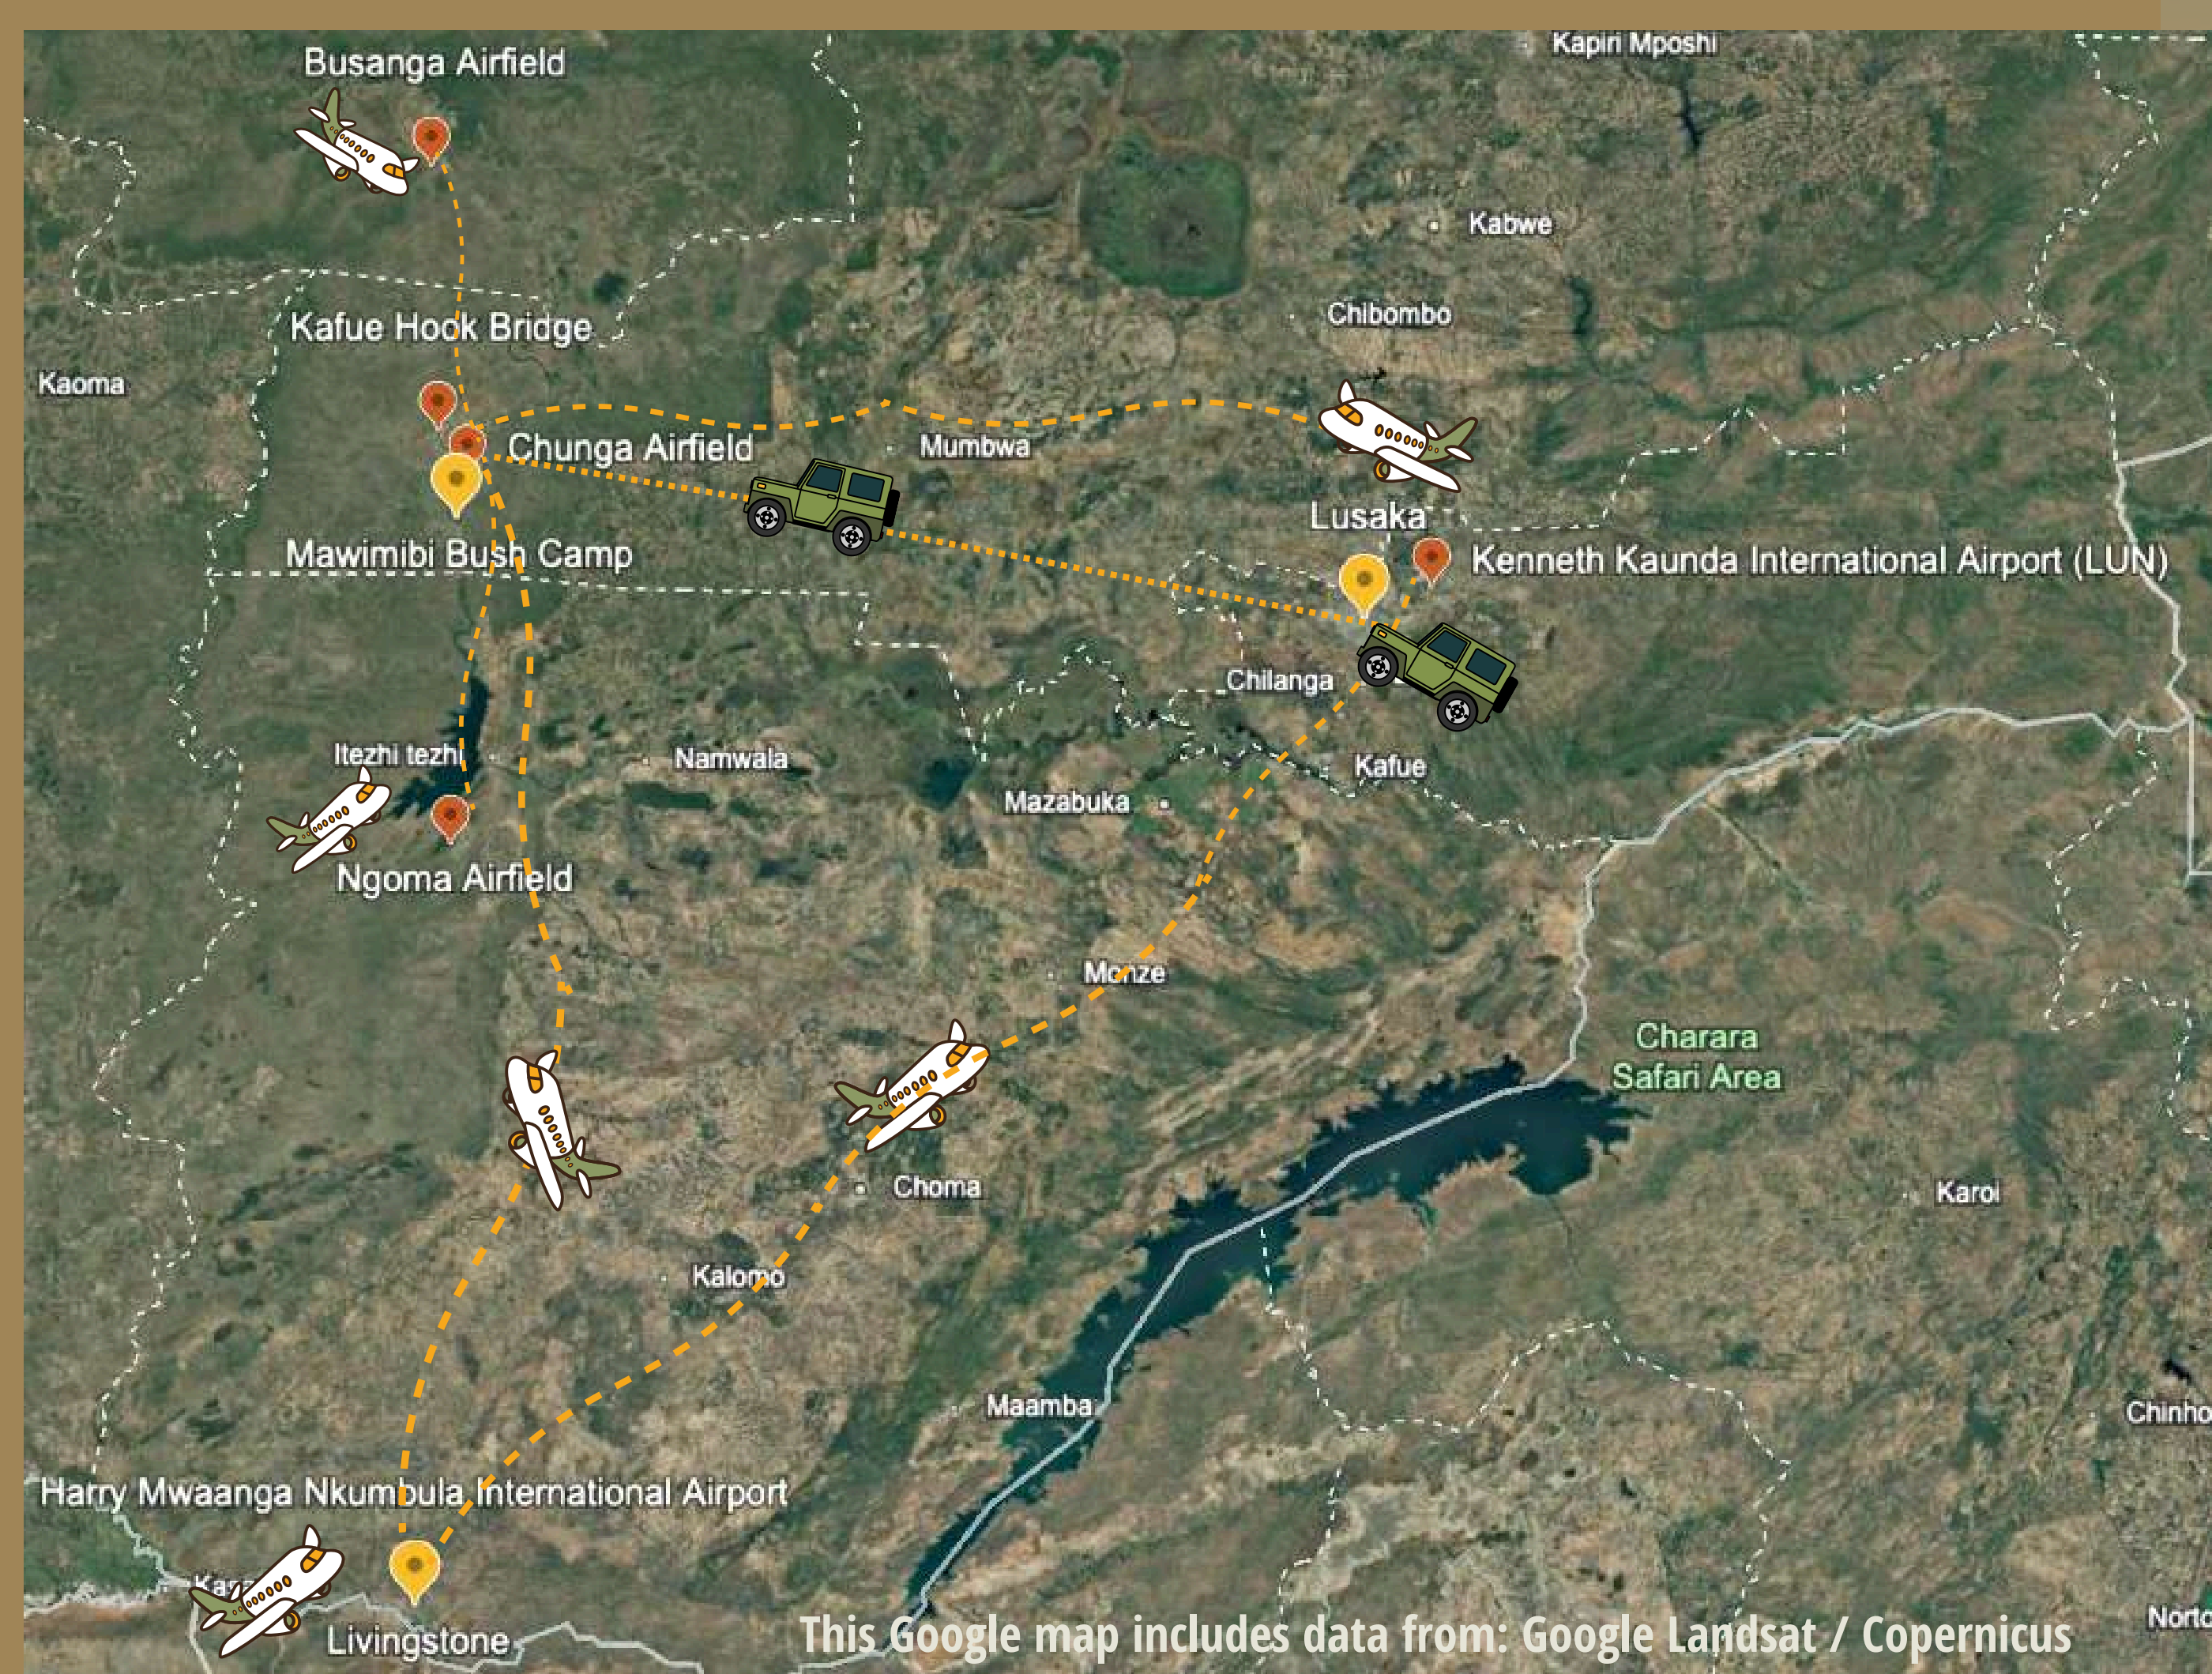 Kapiri Mposhi
Busanga Airfield
Kabwe
Chibombo
Kafue Hook Bridge
Kaoma
Chunga Airfield
Mumbwa
Lusaka
Mawimibi Bush Camp
Kenneth Kaunda International Airport (LUN)
Chilanga
Itezhi tezhi
Namwala
Kafue
Mazabuka
Ngoma Airfield
Monze
Charara
Safari Area
Choma
Karoi
Kalomo
Maamba
Chinho
Harry Mwaanga Nkumbula International Airport
Norto
Livingstone
This Google map includes data from: Google Landsat / Copernicus